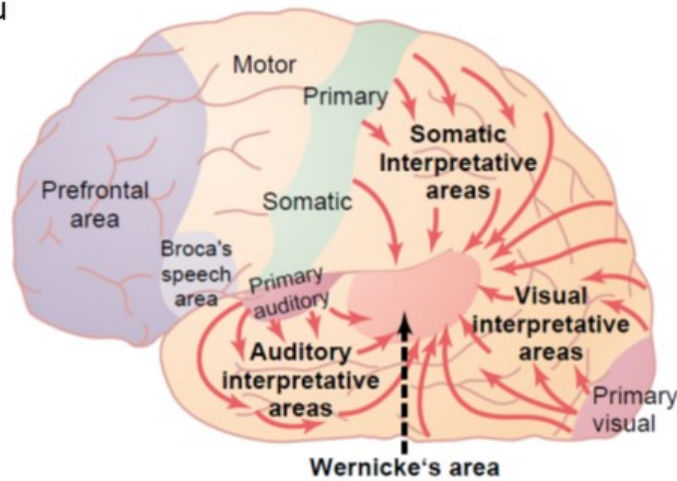 u
Motor
Primary
Somatic
Interpretative
areas
Prefrontal
area
Somatic
Broca's
speech
area
Primary
auditory
Visual
interpretative
areas
Auditory
interpretative
areas
Primary
visual
Wernicke‘s area